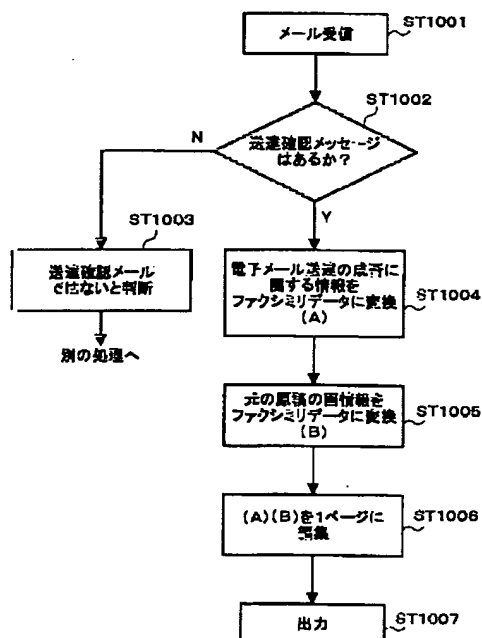 メール受信
ST1001
ST1002
送達確認メッセージ
はあるか？
N
Y
ST1003
送達確認メール
ではないと判断
別の処理へ
電子メール送達の成否に
関する情報を
ファクシミリデータに変換
(A)
ST1004
元の原稿の画情報を
ファクシミリデータに変換
(B)
ST1005
(A)(B)を1ページに
編集
ST1006
出力
ST1007